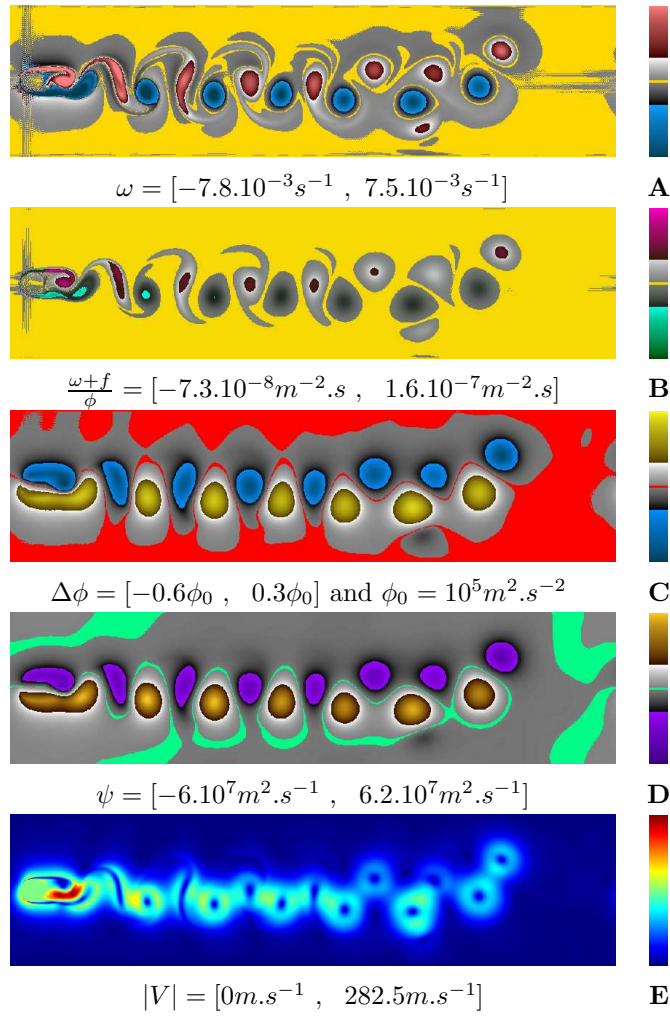 ω = [−7.8.10⁻³s⁻¹ , 7.5.10⁻³s⁻¹] A
(ω+f)/ϕ = [−7.3.10⁻⁸m⁻².s , 1.6.10⁻⁷m⁻².s] B
Δϕ = [−0.6ϕ₀ , 0.3ϕ₀] and ϕ₀ = 10⁵m².s⁻² C
ψ = [−6.10⁷m².s⁻¹ , 6.2.10⁷m².s⁻¹] D
|V| = [0m.s⁻¹ , 282.5m.s⁻¹] E